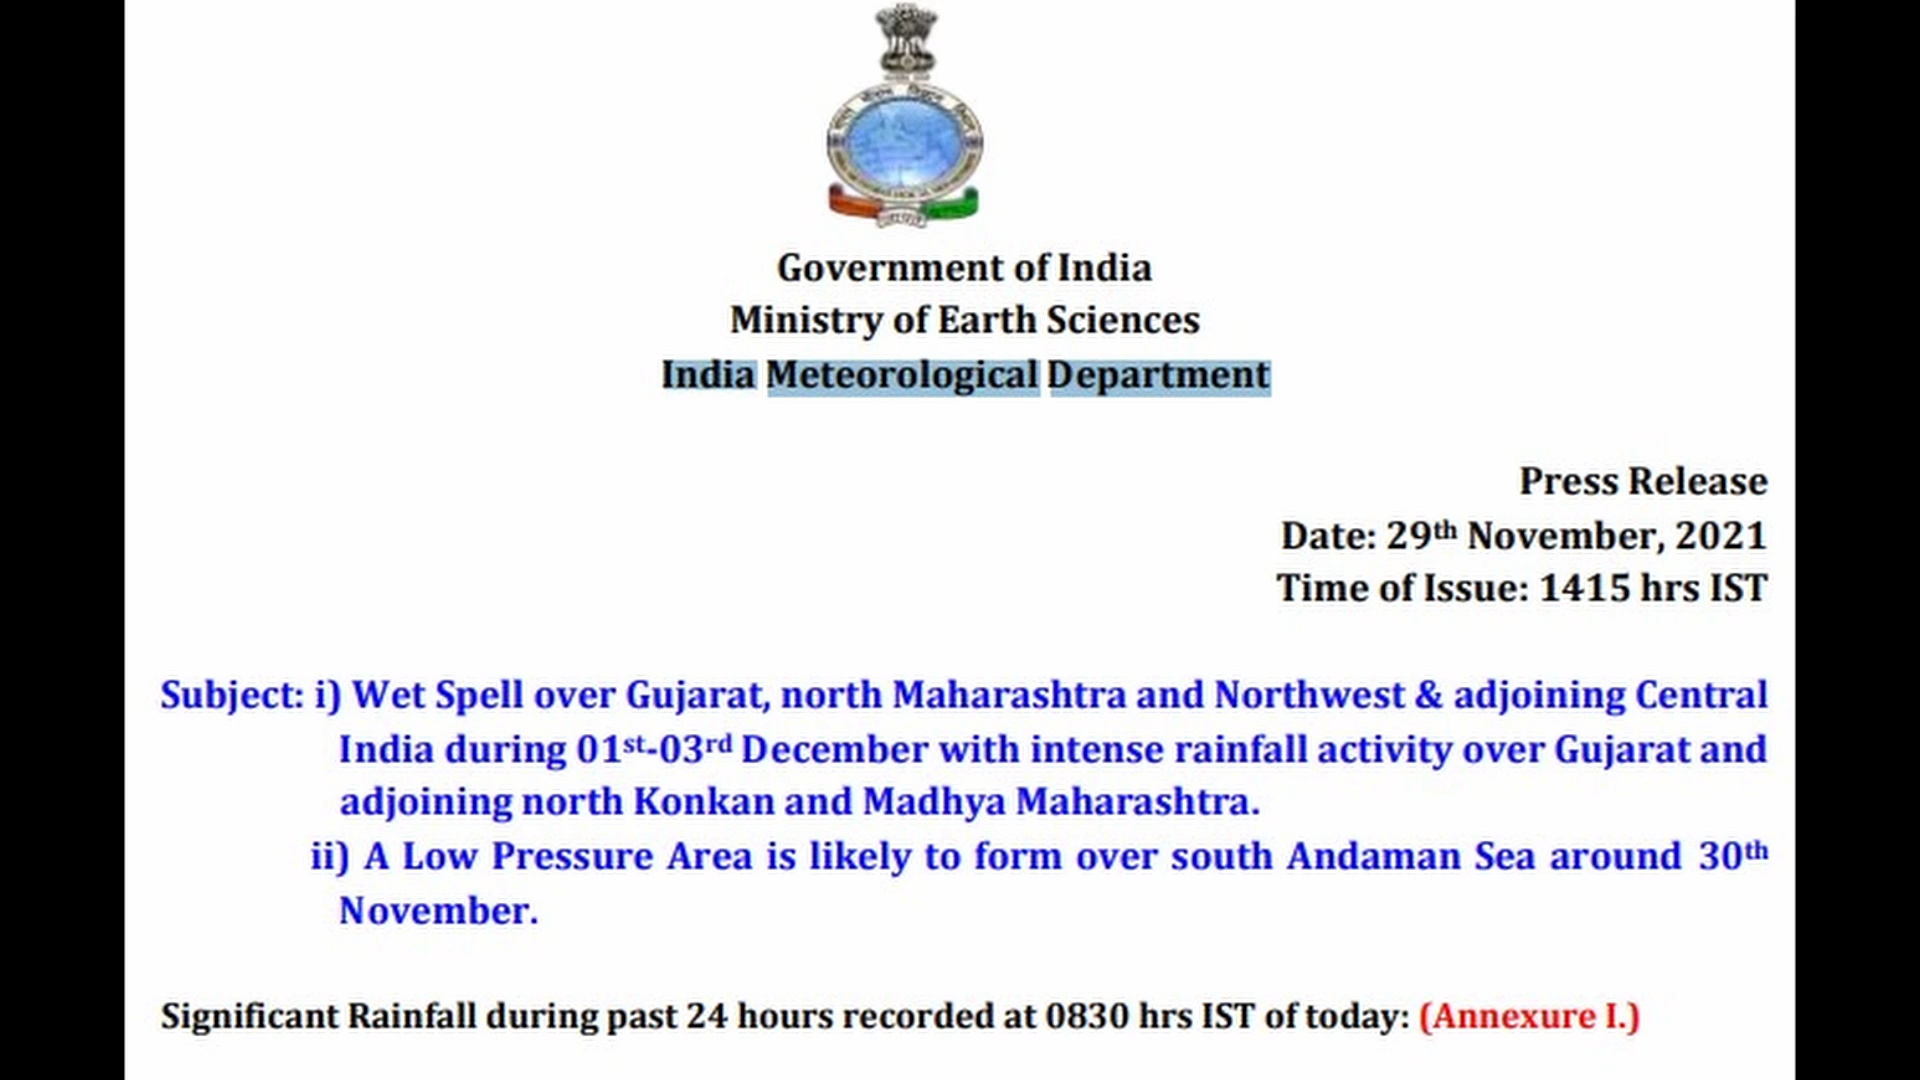 Government of India
Ministry of Earth Sciences
India Meteorological Department
Press Release
Date: 29th November, 2021
Time of Issue: 1415 hrs IST
Subject: i) Wet Spell over Gujarat, north Maharashtra and Northwest & adjoining Central
India during 01st-03rd December with intense rainfall activity over Gujarat and
adjoining north Konkan and Madhya Maharashtra.
ii) A Low Pressure Area is likely to form over south Andaman Sea around 30th
November.
Significant Rainfall during past 24 hours recorded at 0830 hrs IST of today: (Annexure I.)